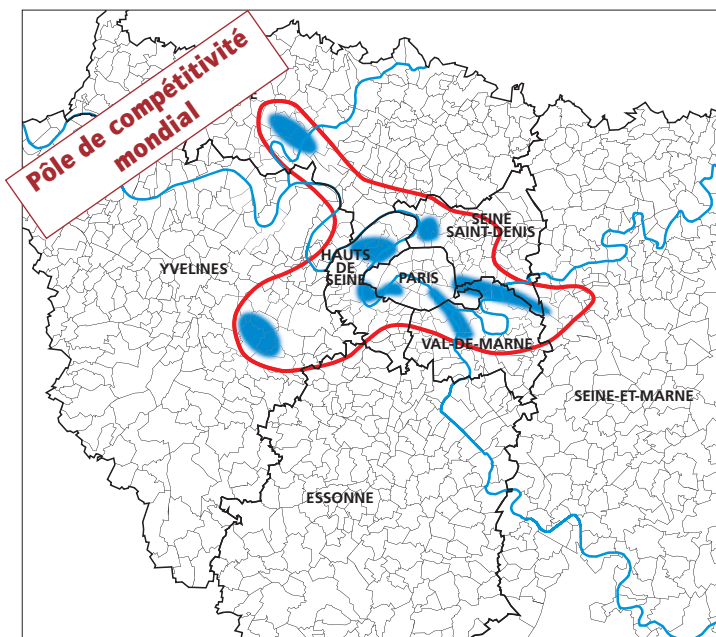 Pôle de compétitivité
mondial
SEINE
SAINT-DENIS
HAUTS
DE
SEINE
PARIS
YVELINES
VAL-DE-MARNE
SEINE-ET-MARNE
ESSONNE